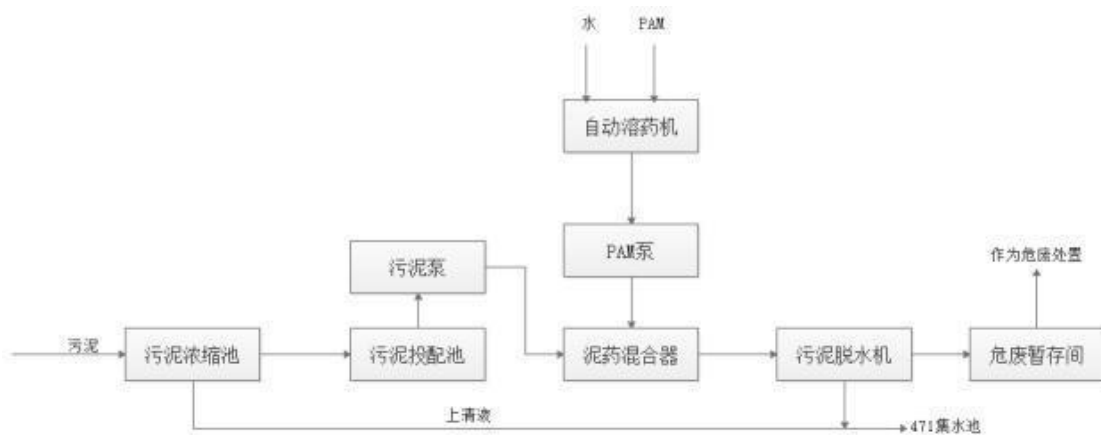 水
PAM
自动溶药机
PAM泵
污泥泵
作为危废处置
污泥
污泥浓缩池
污泥投配池
泥药混合器
污泥脱水机
危废暂存间
上清液
471集水池